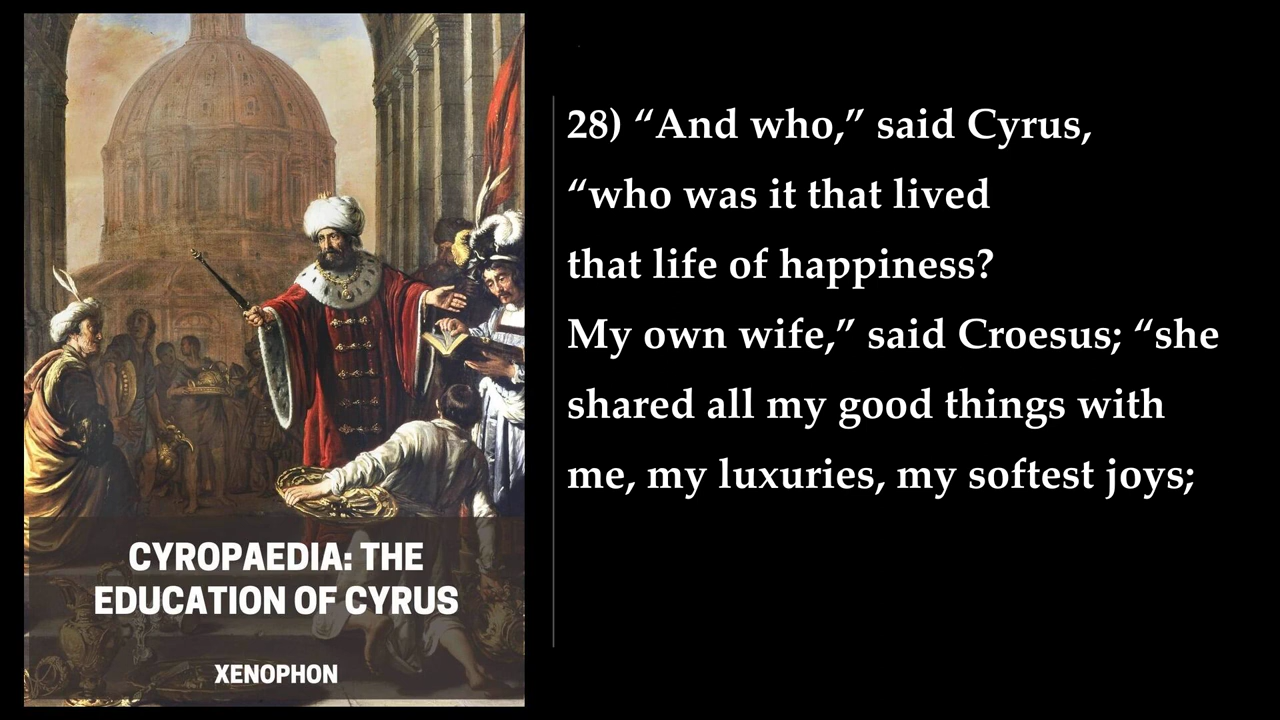 28) “And who,” said Cyrus,
“who was it that lived
that life of happiness?
My own wife,” said Croesus; “she
shared all my good things with
me, my luxuries, my softest joys;
CYROPAEDIA: THE
EDUCATION OF CYRUS
XENOPHON